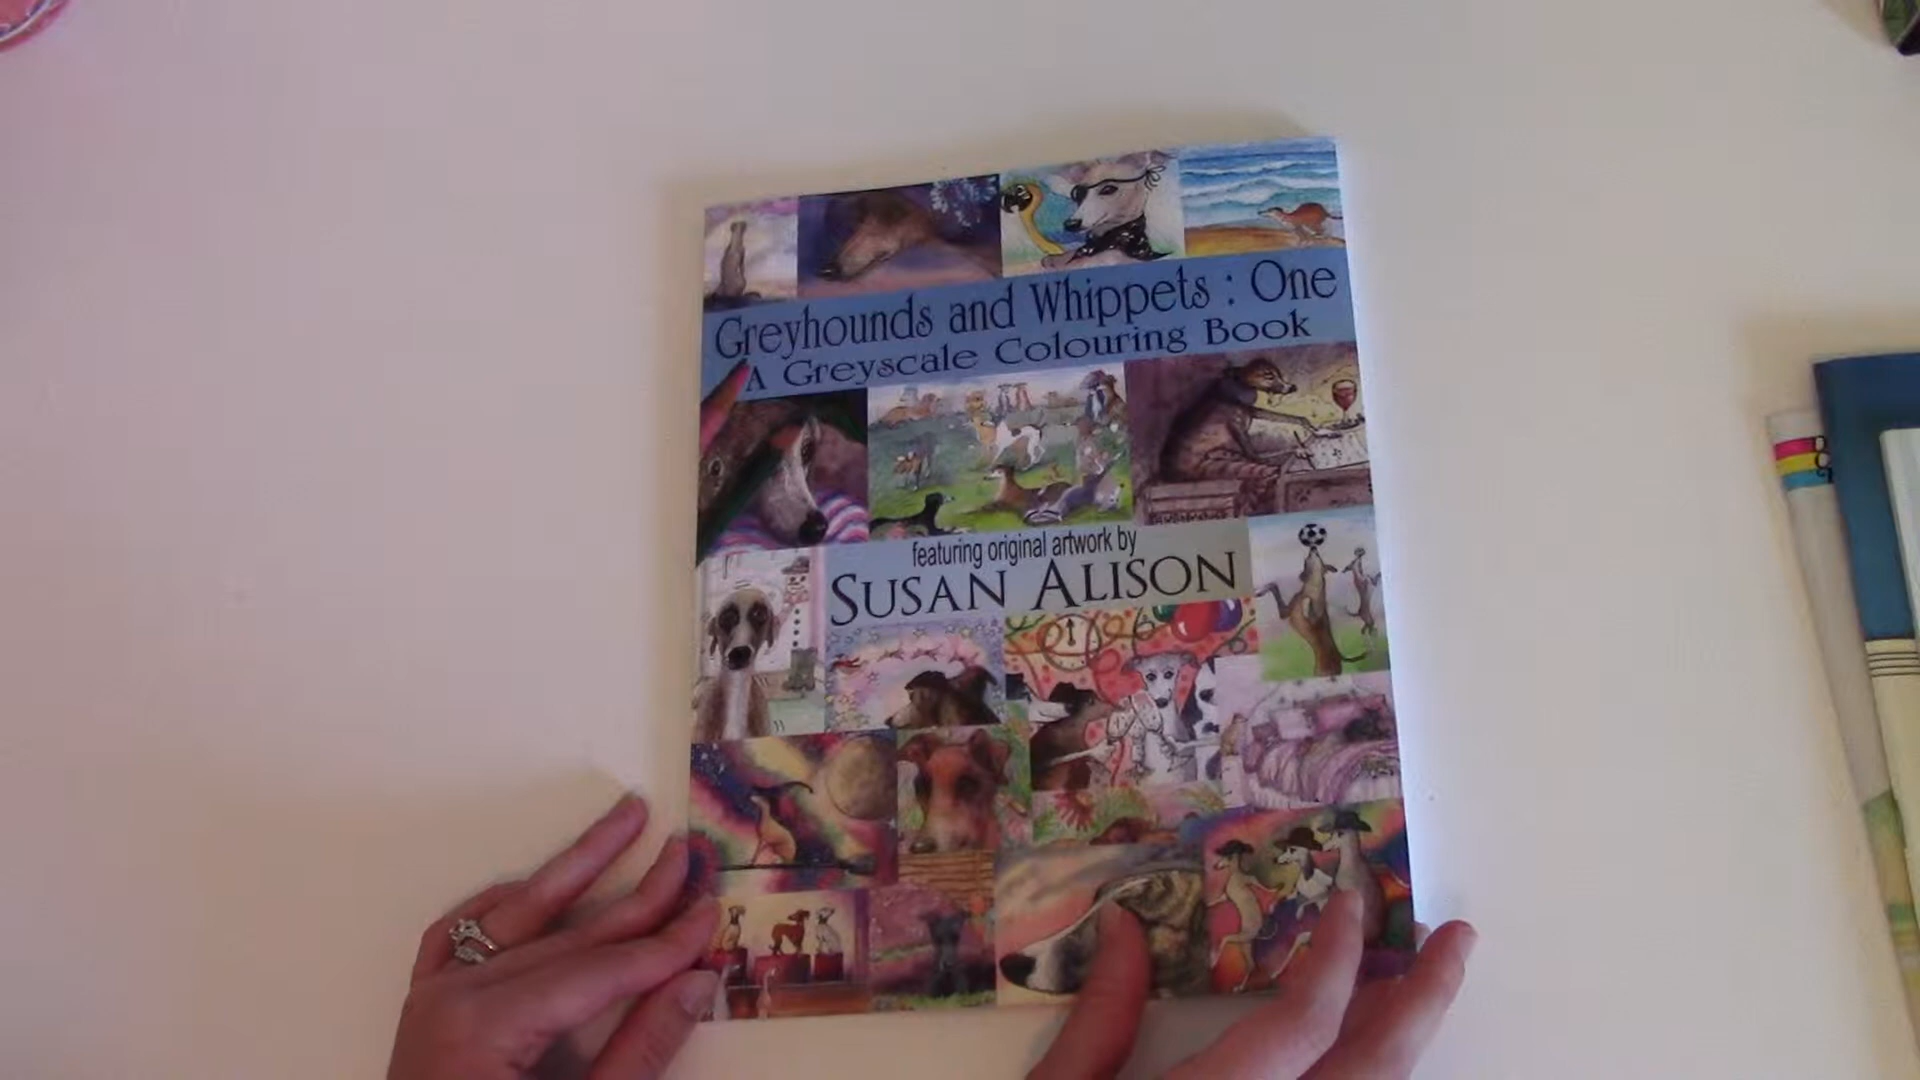 Greyhounds and Whippets : One
A Greyscale Colouring Book
featuring original artwork by
SUSAN ALISON